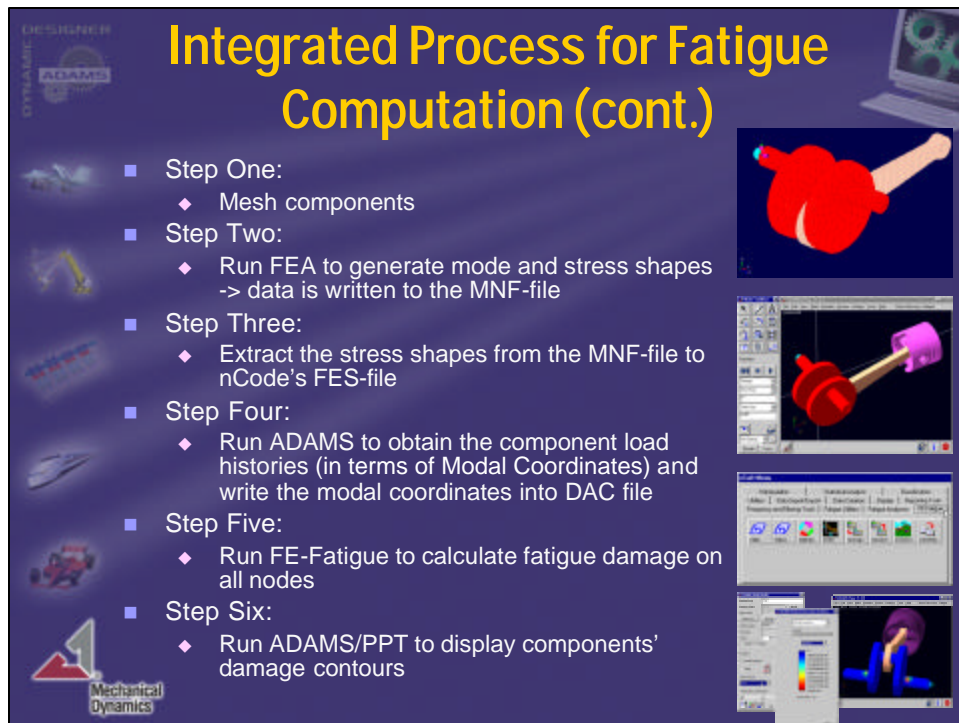 DYNAMIC
DESIGNER
ADAMS
Integrated Process for Fatigue
Computation (cont.)
Step One:
Mesh components
Step Two:
Run FEA to generate mode and stress shapes
-> data is written to the MNF-file
Step Three:
Extract the stress shapes from the MNF-file to
nCode's FES-file
Step Four:
Run ADAMS to obtain the component load
histories (in terms of Modal Coordinates) and
write the modal coordinates into DAC file
Step Five:
Run FE-Fatigue to calculate fatigue damage on
all nodes
Step Six:
Run ADAMS/PPT to display components'
damage contours
Mechanical
Dynamics